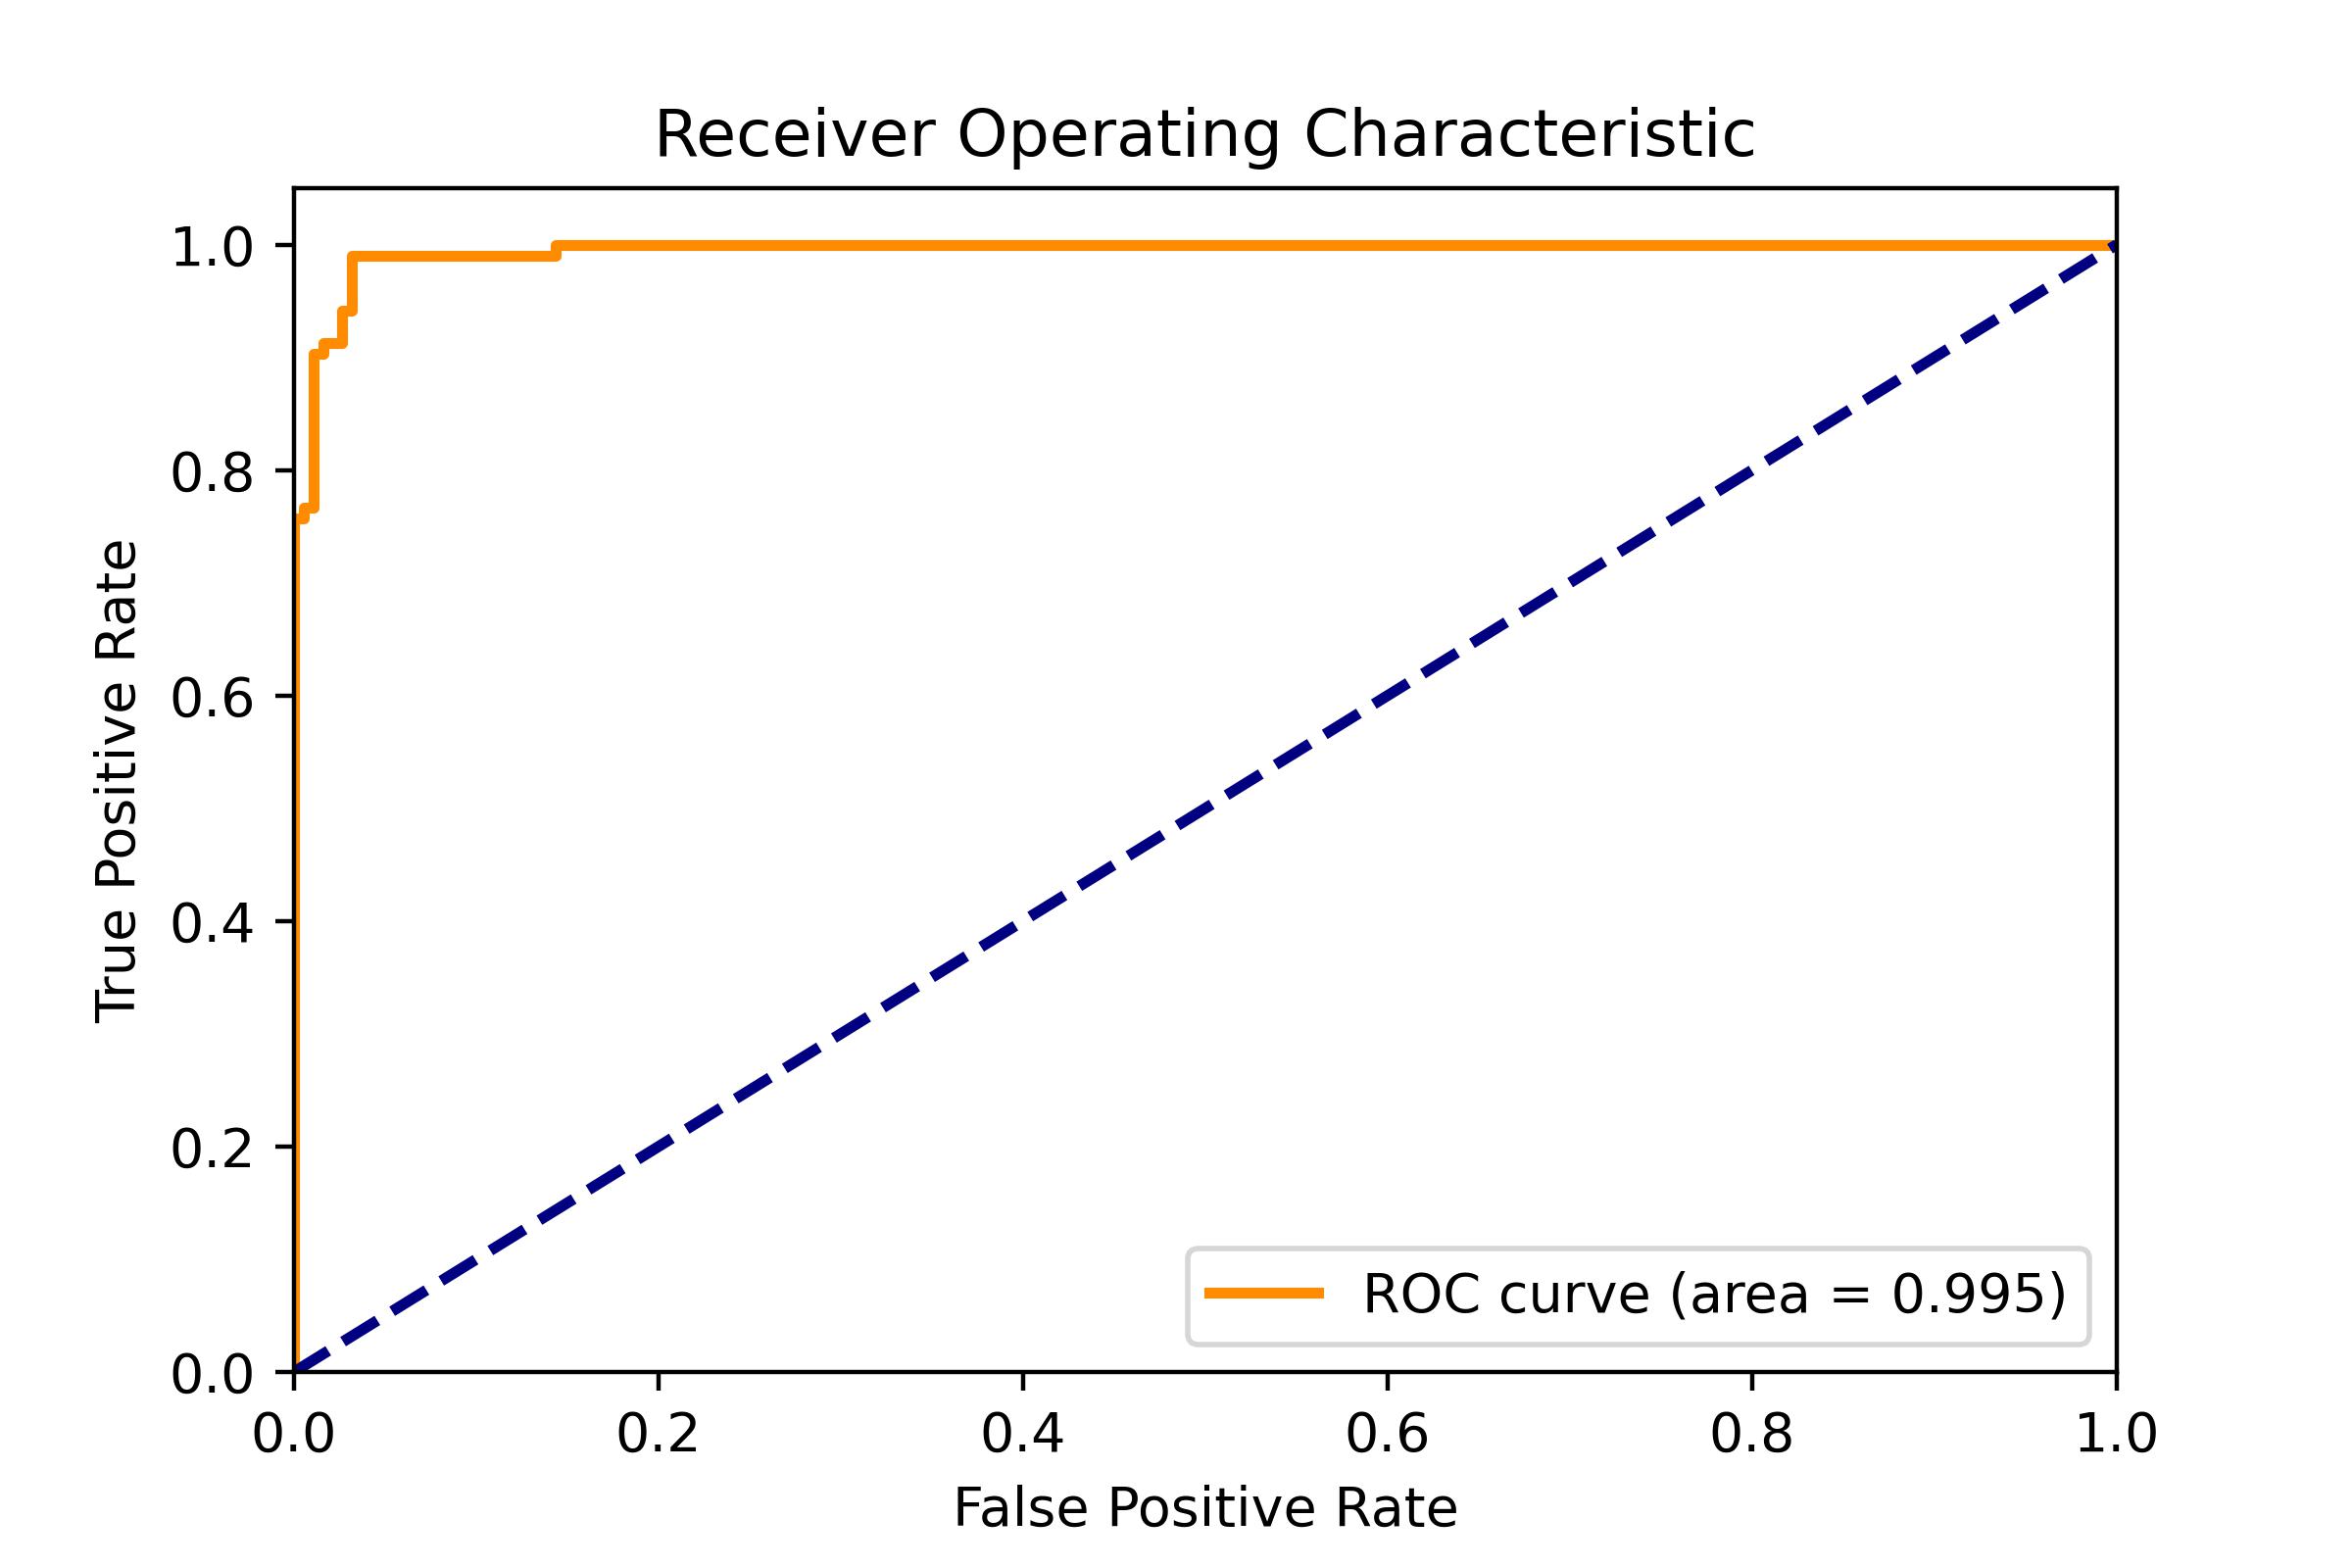 Receiver Operating Characteristic
True Positive Rate
1.0
0.8
0.6
0.4
0.2
0.0
ROC curve (area = 0.995)
0.0 0.2 0.4 0.6 0.8 1.0
False Positive Rate